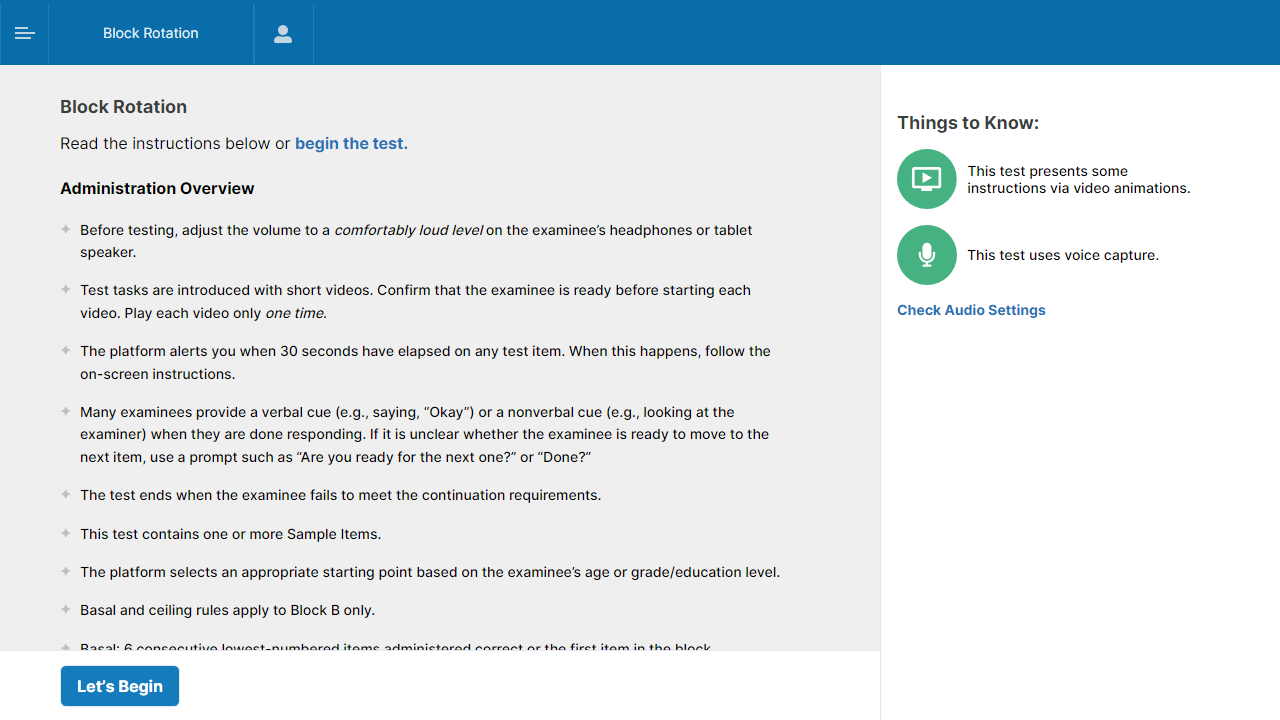 Block Rotation
Block Rotation
Read the instructions below or begin the test.
Administration Overview
Before testing, adjust the volume to a comfortably loud level on the examinee’s headphones or tablet
speaker.
Test tasks are introduced with short videos. Confirm that the examinee is ready before starting each
video. Play each video only one time.
The platform alerts you when 30 seconds have elapsed on any test item. When this happens, follow the
on-screen instructions.
Many examinees provide a verbal cue (e.g., saying, “Okay”) or a nonverbal cue (e.g., looking at the
examiner) when they are done responding. If it is unclear whether the examinee is ready to move to the
next item, use a prompt such as “Are you ready for the next one?” or “Done?”
The test ends when the examinee fails to meet the continuation requirements.
This test contains one or more Sample Items.
The platform selects an appropriate starting point based on the examinee’s age or grade/education level.
Basal and ceiling rules apply to Block B only.
Basal: 6 consecutive lowest-numbered items administered correct or the first item in the block.
Let’s Begin
Things to Know:
This test presents some
instructions via video animations.
This test uses voice capture.
Check Audio Settings